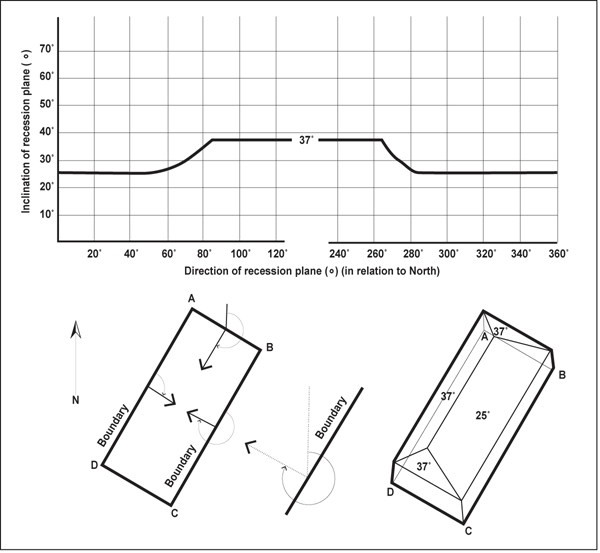 Inclination of recession plane (°)
70°
60°
50°
40°
30°
20°
10°
37°
20° 40° 60° 80° 100° 120° 240° 260° 280° 300° 320° 340° 360°
Direction of recession plane (o) (in relation to North)
A
B
N
Boundary
Boundary
D
C
Boundary
A
37°
B
37°
25°
37°
D
C